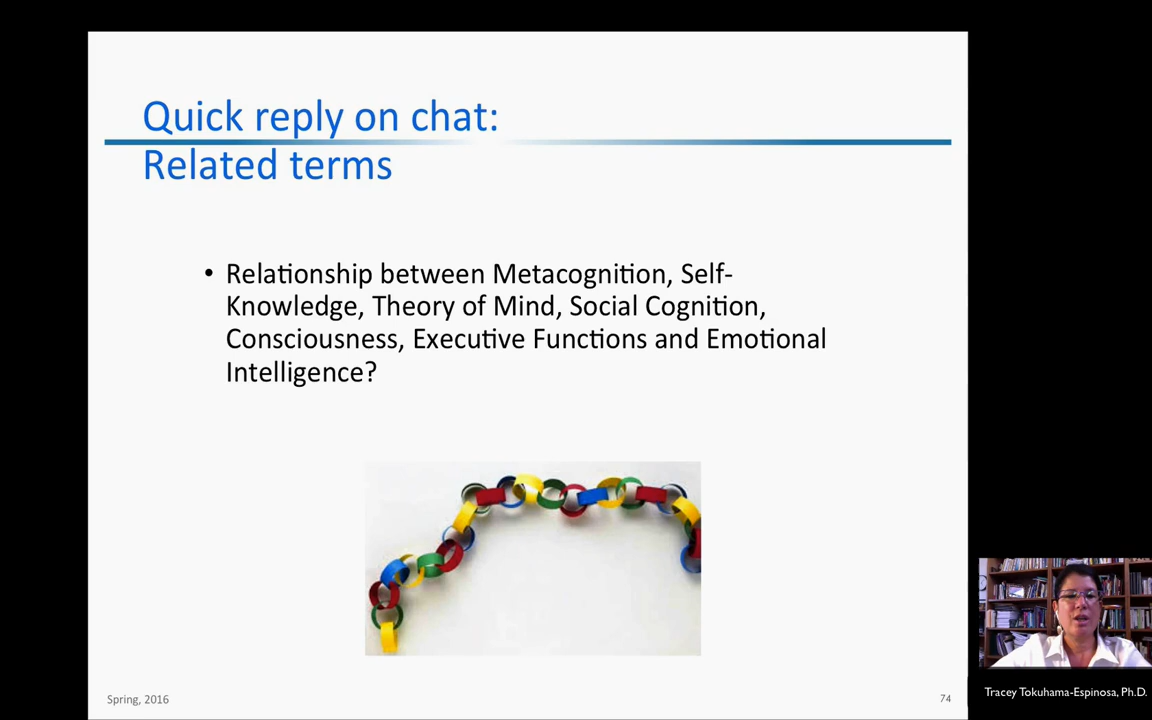 Quick reply on chat:
Related terms
• Relationship between Metacognition, Self-
Knowledge, Theory of Mind, Social Cognition,
Consciousness, Executive Functions and Emotional
Intelligence?
Spring, 2016
74
Tracey Tokuhama-Espinosa, Ph.D.